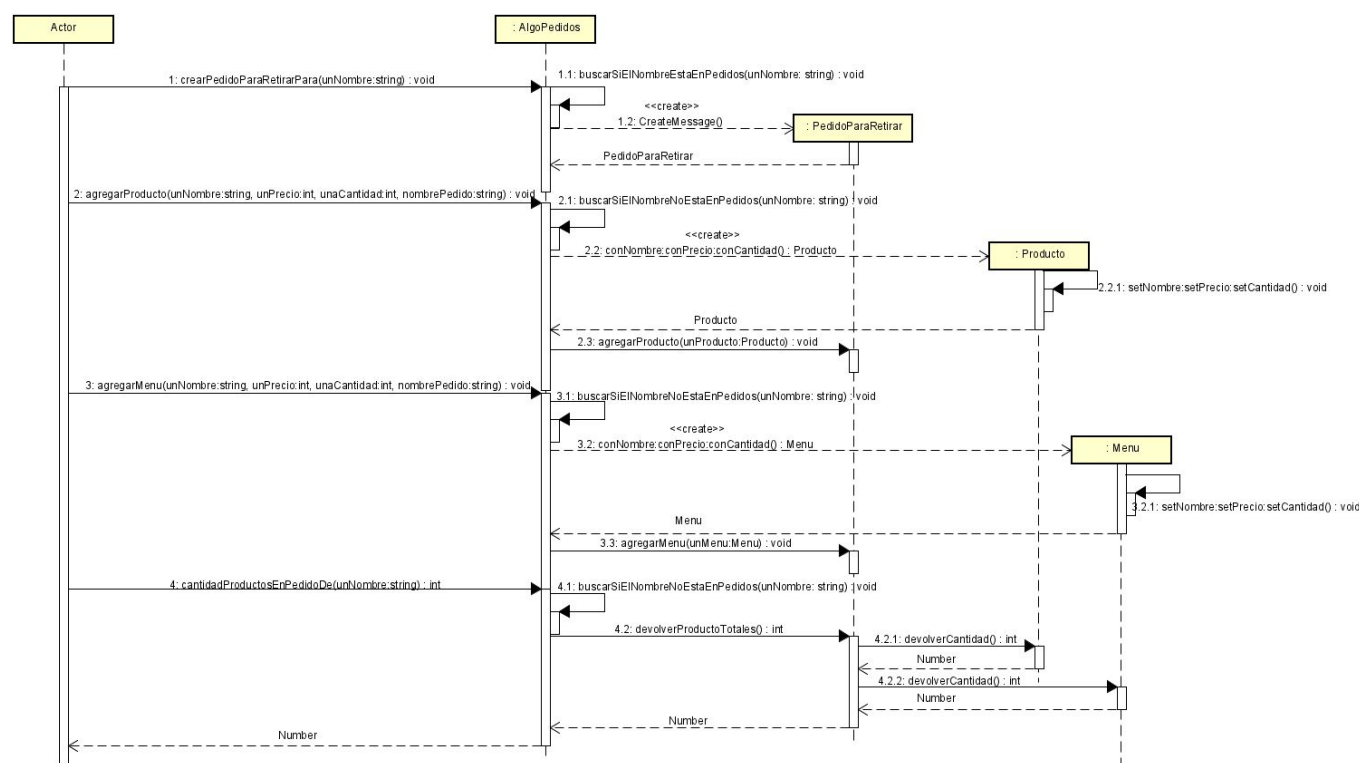 Actor
: AlgoPedidos
1: crearPedidoParaRetirarPara(unNombre:string) : void
1.1: buscarSiElNombreEstaEnPedidos(unNombre: string) : void
<<create>>
1.2: CreateMessage()
: PedidoParaRetirar
PedidoParaRetirar
2: agregarProducto(unNombre:string, unPrecio:int, unaCantidad:int, nombrePedido:string) : void
2.1: buscarSiElNombreNoEstaEnPedidos(unNombre: string) : void
<<create>>
2.2: conNombre:conPrecio:conCantidad() : Producto
: Producto
2.2.1: setNombre:setPrecio:setCantidad() : void
Producto
2.3: agregarProducto(unProducto:Producto) : void
3: agregarMenu(unNombre:string, unPrecio:int, unaCantidad:int, nombrePedido:string) : void
3.1: buscarSiElNombreNoEstaEnPedidos(unNombre: string) : void
<<create>>
3.2: conNombre:conPrecio:conCantidad() : Menu
: Menu
3.2.1: setNombre:setPrecio:setCantidad() : void
Menu
3.3: agregarMenu(unMenu:Menu) : void
4: cantidadProductosEnPedidoDe(unNombre:string) : int
4.1: buscarSiElNombreNoEstaEnPedidos(unNombre: string) : void
4.2: devolverProductoTotales() : int
4.2.1: devolverCantidad() : int
Number
4.2.2: devolverCantidad() : int
Number
Number
Number